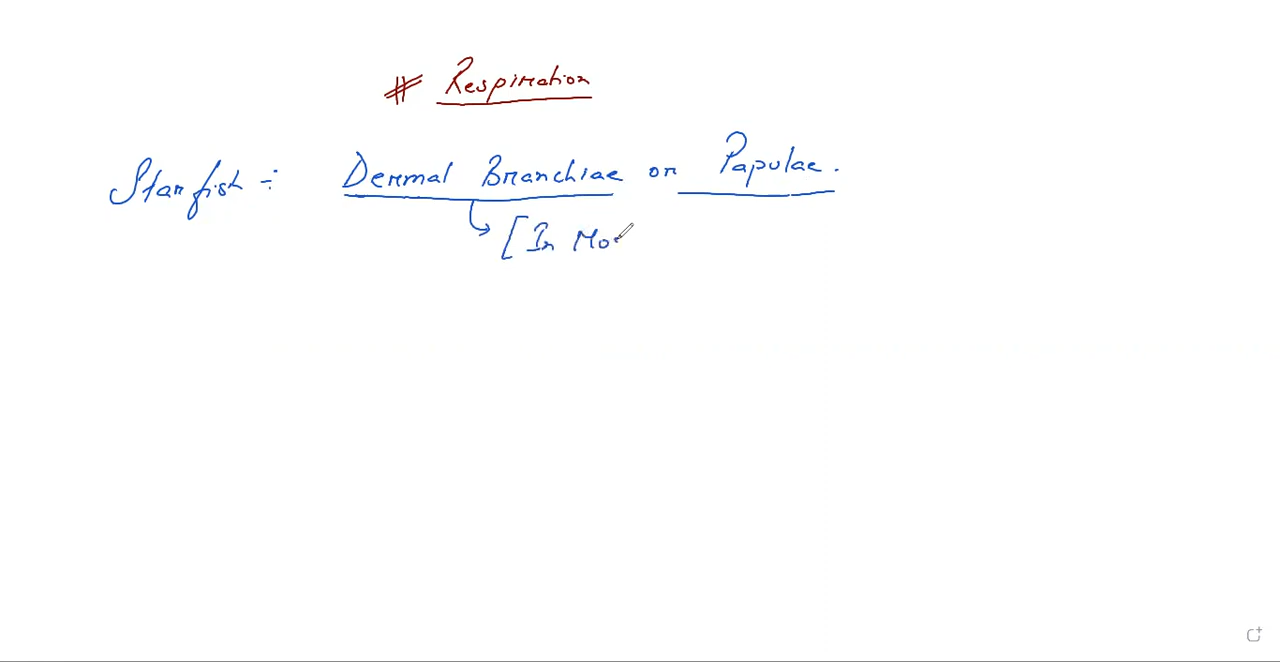 # Respiration
Starfish ÷ Dermal Branchiae or Papulae.
[In Mo